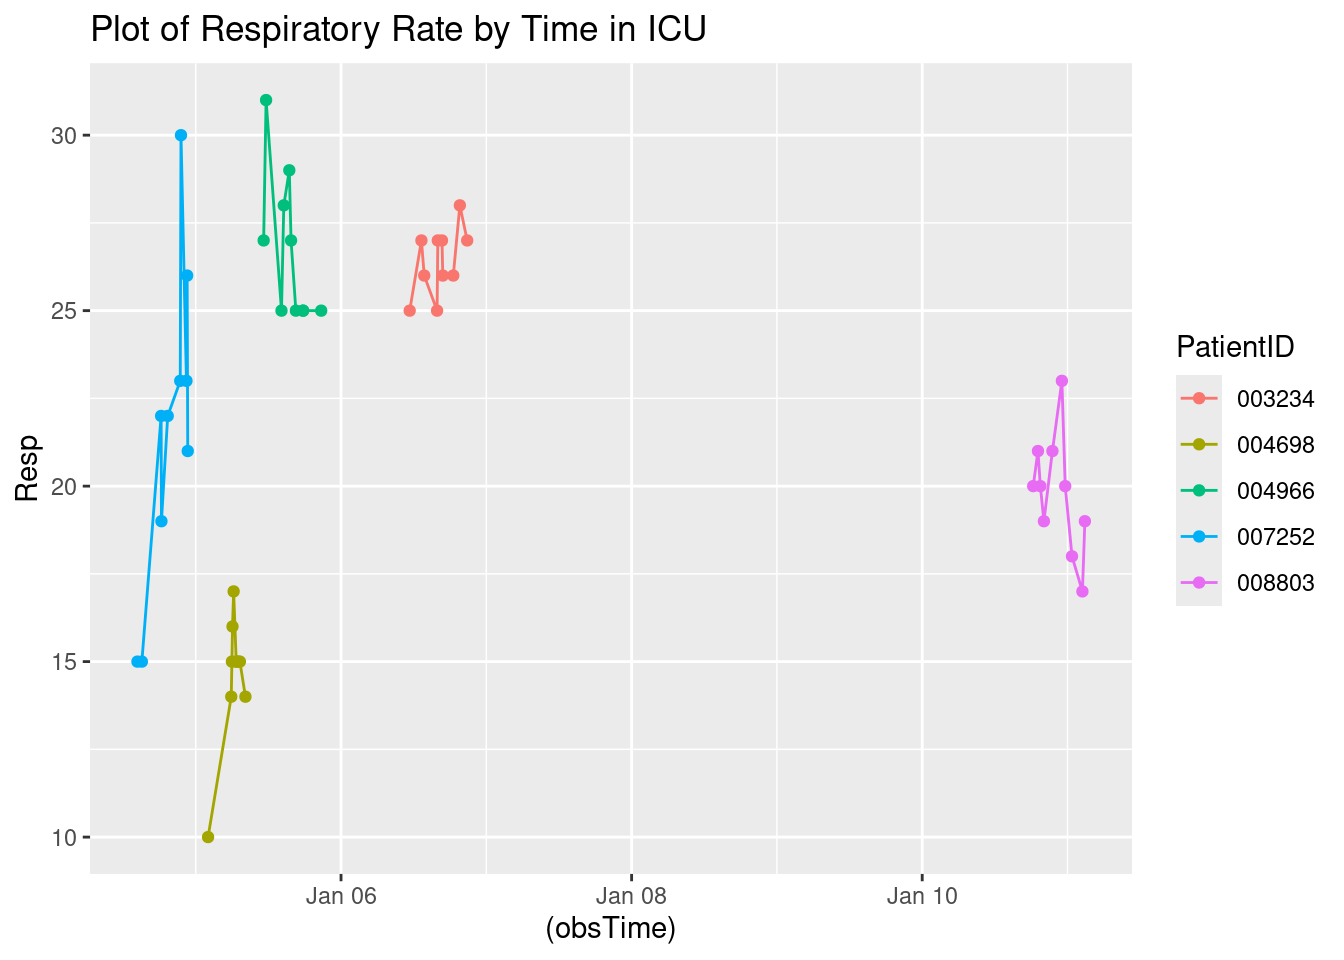 Plot of Respiratory Rate by Time in ICU
30
25
20
15
10
Resp
Jan 06
Jan 08
Jan 10
(obsTime)
PatientID
003234
004698
004966
007252
008803